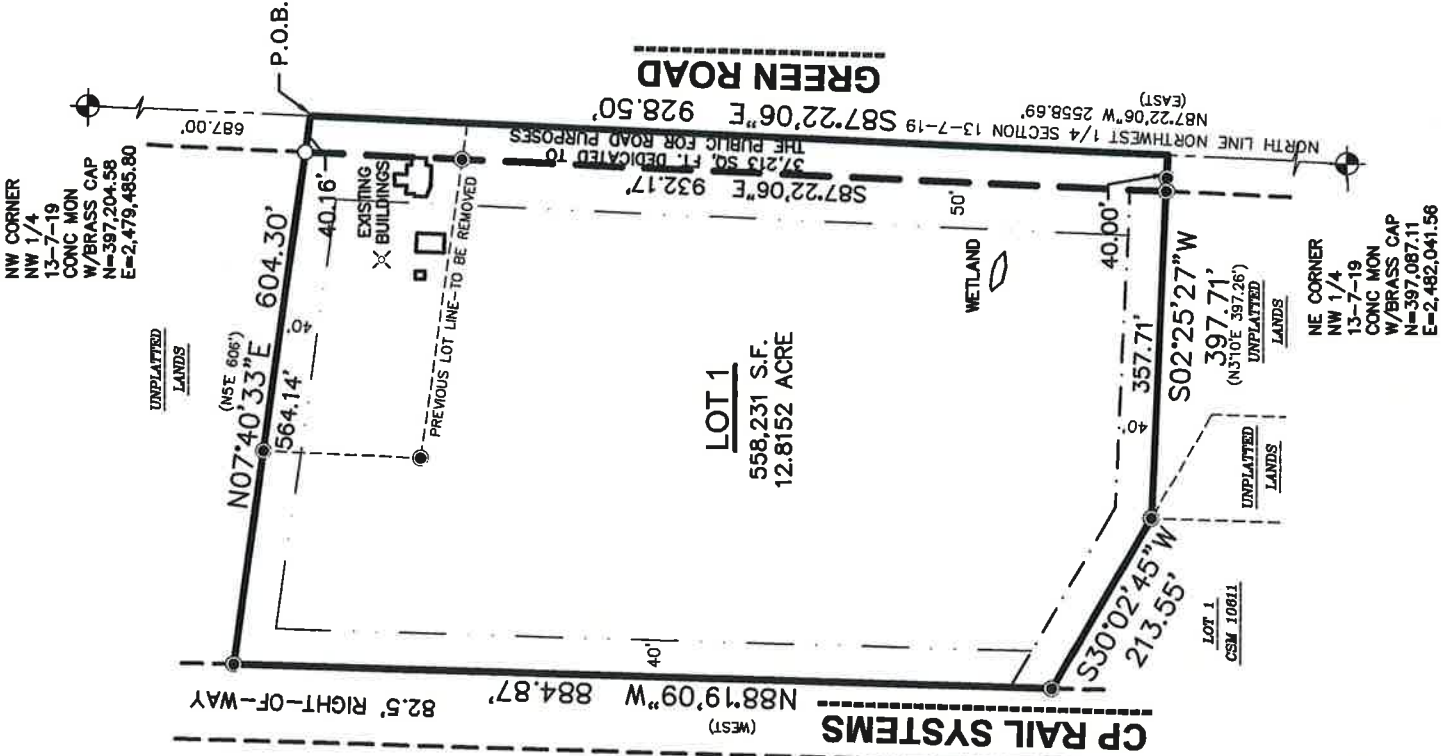 NW CORNER
NW 1/4
13-7-19
CONC MON
W/BRASS CAP
N=397,204.58
E=2,479,485.80
P.O.B.
687.00'
GREEN ROAD
S87°22'06"E 928.50'
NORTH LINE NORTHWEST 1/4 SECTION 13-7-19
N87°22'06"W 2558.69'
(EAST)
37,213 SQ. FT. DEDICATED TO
THE PUBLIC FOR ROAD PURPOSES
S87°22'06"E 932.17'
UNPLATTED
LANDS
(N5°E 606')
N07°40'33"E 604.30'
564.14'
40.16'
40'
EXISTING
BUILDINGS
PREVIOUS LOT LINE-TO BE REMOVED
50'
WETLAND
LOT 1
558,231 S.F.
12.8152 ACRE
40.00'
357.71'
S02°25'27"W
397.71'
(N3°10'E 397.26')
UNPLATTED
LANDS
40'
NE CORNER
NW 1/4
13-7-19
CONC MON
W/BRASS CAP
N=397,087.11
E=2,482,041.56
UNPLATTED
LANDS
S30°02'45"W
213.55'
LOT 1
CSM 10611
40'
N88°19'09"W 884.87'
(WEST)
82.5' RIGHT-OF-WAY
CP RAIL SYSTEMS